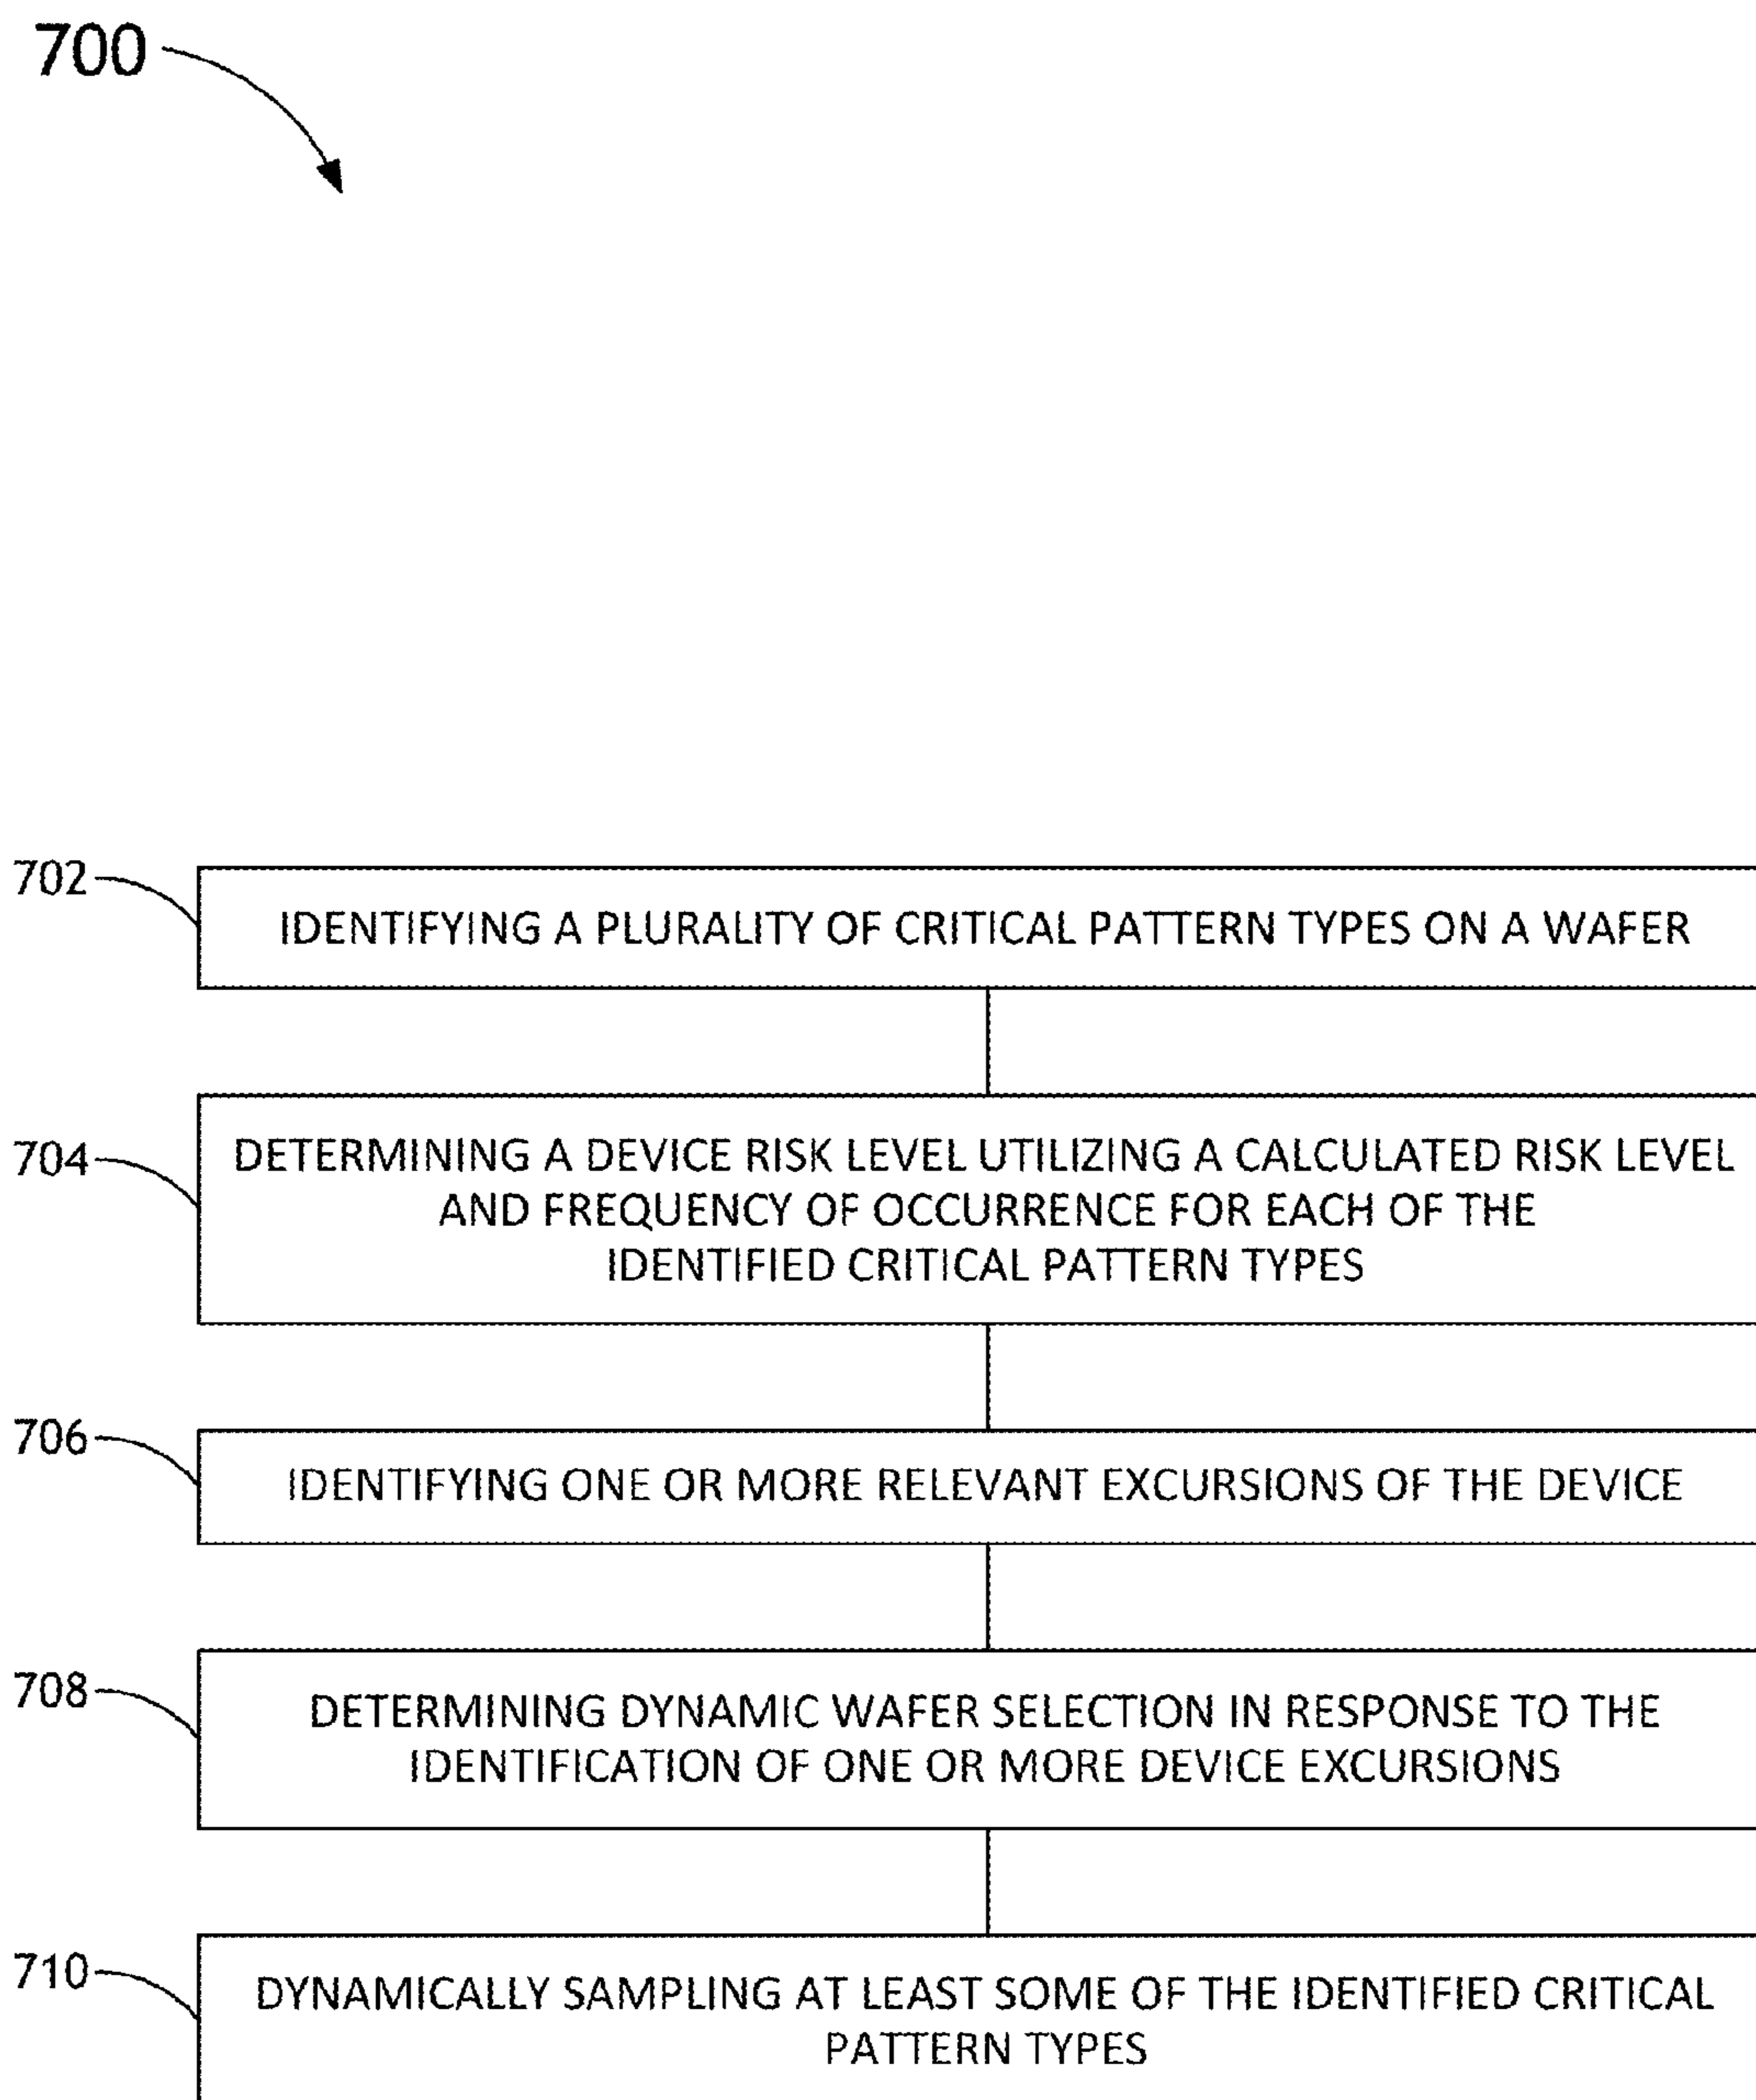 700
702
IDENTIFYING A PLURALITY OF CRITICAL PATTERN TYPES ON A WAFER
704
DETERMINING A DEVICE RISK LEVEL UTILIZING A CALCULATED RISK LEVEL
AND FREQUENCY OF OCCURRENCE FOR EACH OF THE
IDENTIFIED CRITICAL PATTERN TYPES
706
IDENTIFYING ONE OR MORE RELEVANT EXCURSIONS OF THE DEVICE
708
DETERMINING DYNAMIC WAFER SELECTION IN RESPONSE TO THE
IDENTIFICATION OF ONE OR MORE DEVICE EXCURSIONS
710
DYNAMICALLY SAMPLING AT LEAST SOME OF THE IDENTIFIED CRITICAL
PATTERN TYPES